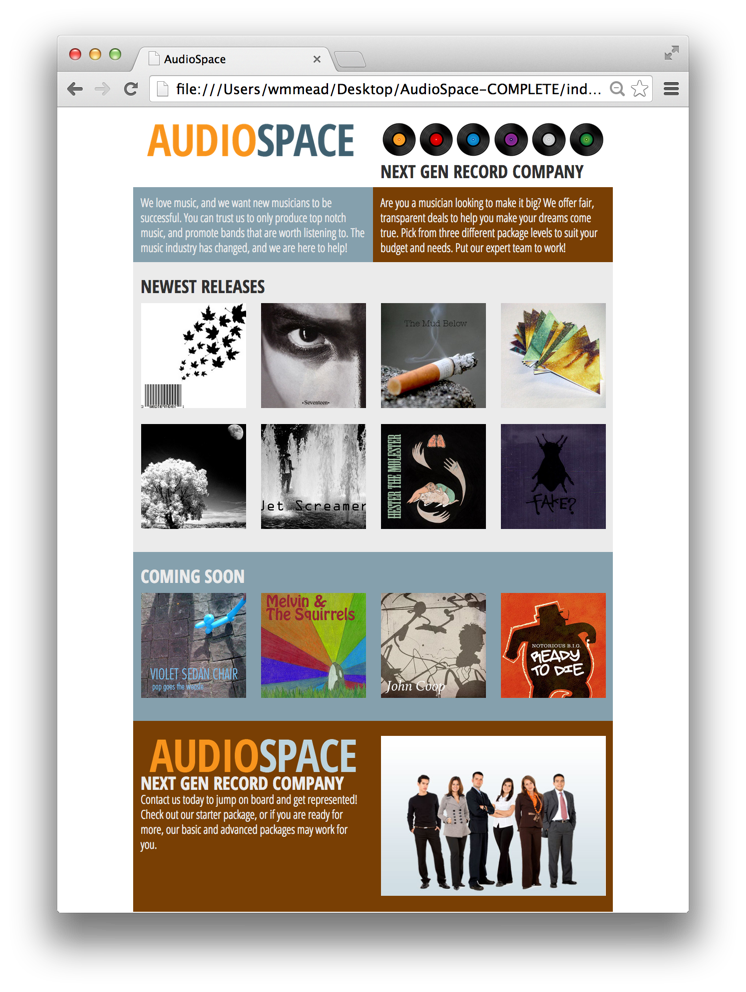 AudioSpace
file:///Users/wmmead/Desktop/AudioSpace-COMPLETE/ind...
AUDIOSPACE
NEXT GEN RECORD COMPANY
We love music, and we want new musicians to be
successful. You can trust us to only produce top notch
music, and promote bands that are worth listening to. The
music industry has changed, and we are here to help!
Are you a musician looking to make it big? We offer fair,
transparent deals to help you make your dreams come
true. Pick from three different package levels to suit your
budget and needs. Put our expert team to work!
NEWEST RELEASES
The Mud Below
Jet Screamer
HESTER THE MOLESTER
FAKE?
COMING SOON
VIOLET SEDAN CHAIR
pop goes the weasle
Melvin &
The Squirrels
John Coop
NOTORIOUS B.I.G.
READY
TO DIE
AUDIOSPACE
NEXT GEN RECORD COMPANY
Contact us today to jump on board and get represented!
Check out our starter package, or if you are ready for
more, our basic and advanced packages may work for
you.